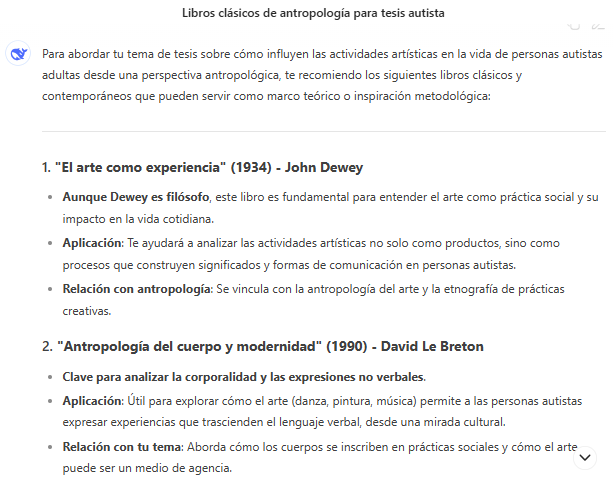 Libros clásicos de antropología para tesis autista
Para abordar tu tema de tesis sobre cómo influyen las actividades artísticas en la vida de personas autistas
adultas desde una perspectiva antropológica, te recomiendo los siguientes libros clásicos y
contemporáneos que pueden servir como marco teórico o inspiración metodológica:
1. "El arte como experiencia" (1934) - John Dewey
• Aunque Dewey es filósofo, este libro es fundamental para entender el arte como práctica social y su
impacto en la vida cotidiana.
• Aplicación: Te ayudará a analizar las actividades artísticas no solo como productos, sino como
procesos que construyen significados y formas de comunicación en personas autistas.
• Relación con antropología: Se vincula con la antropología del arte y la etnografía de prácticas
creativas.
2. "Antropología del cuerpo y modernidad" (1990) - David Le Breton
• Clave para analizar la corporalidad y las expresiones no verbales.
• Aplicación: Útil para explorar cómo el arte (danza, pintura, música) permite a las personas autistas
expresar experiencias que trascienden el lenguaje verbal, desde una mirada cultural.
• Relación con tu tema: Aborda cómo los cuerpos se inscriben en prácticas sociales y cómo el arte
puede ser un medio de agencia.